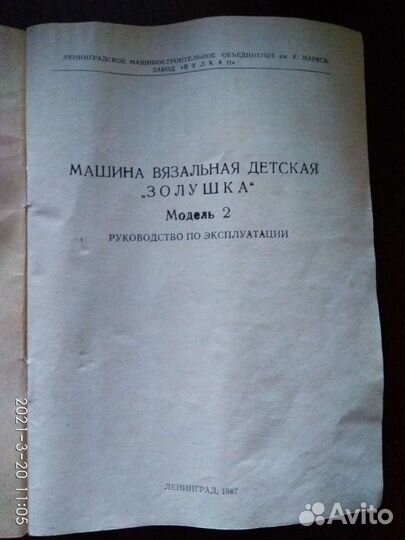 ЛЕНИНГРАДСКОЕ МАШИНОСТРОИТЕЛЬНОЕ ОБЪЕДИНЕНИЕ им. К. МАРКСА
ЗАВОД «ВУЛКАН»
МАШИНА ВЯЗАЛЬНАЯ ДЕТСКАЯ
„ЗОЛУШКА“
Модель 2
РУКОВОДСТВО ПО ЭКСПЛУАТАЦИИ
ЛЕНИНГРАД, 1987
2021-3-20 11:05
Avito